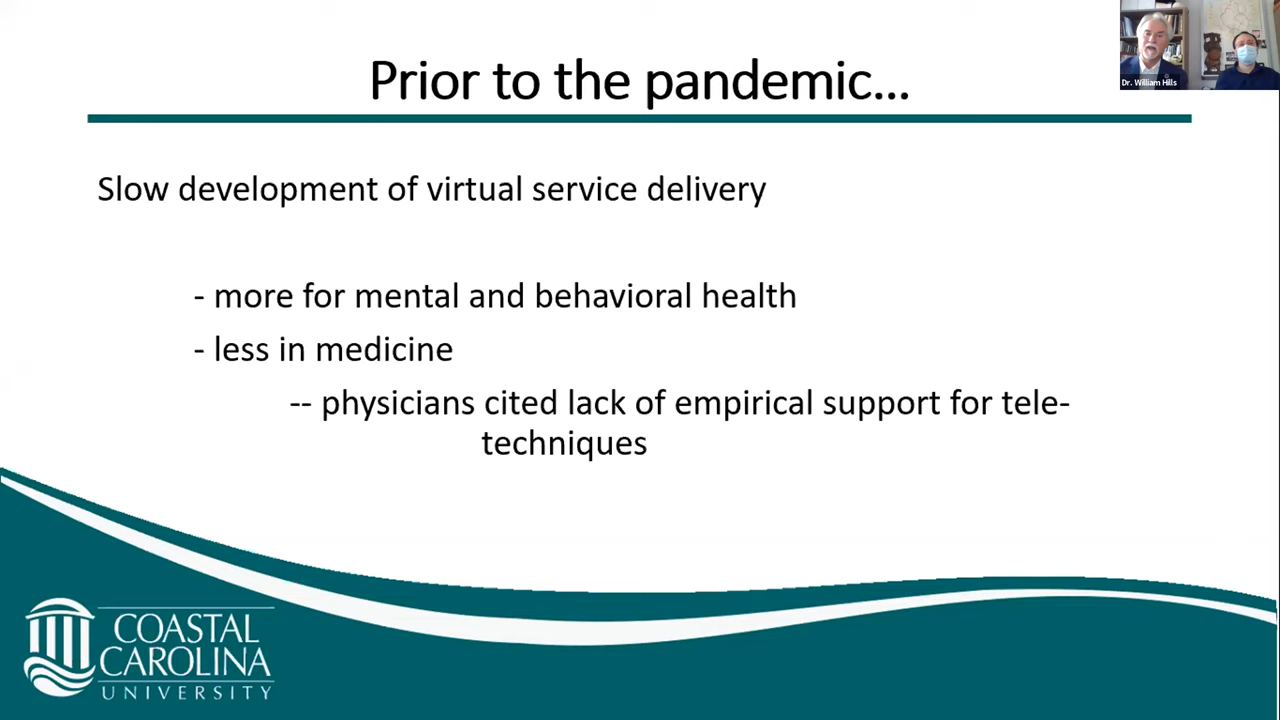 Prior to the pandemic...
Dr. William Hills
Slow development of virtual service delivery
- more for mental and behavioral health
- less in medicine
-- physicians cited lack of empirical support for tele-
techniques
COASTAL
CAROLINA
UNIVERSITY